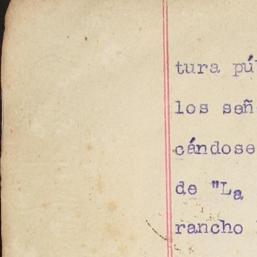 tura pú
los señ
cándose
de "La
rancho